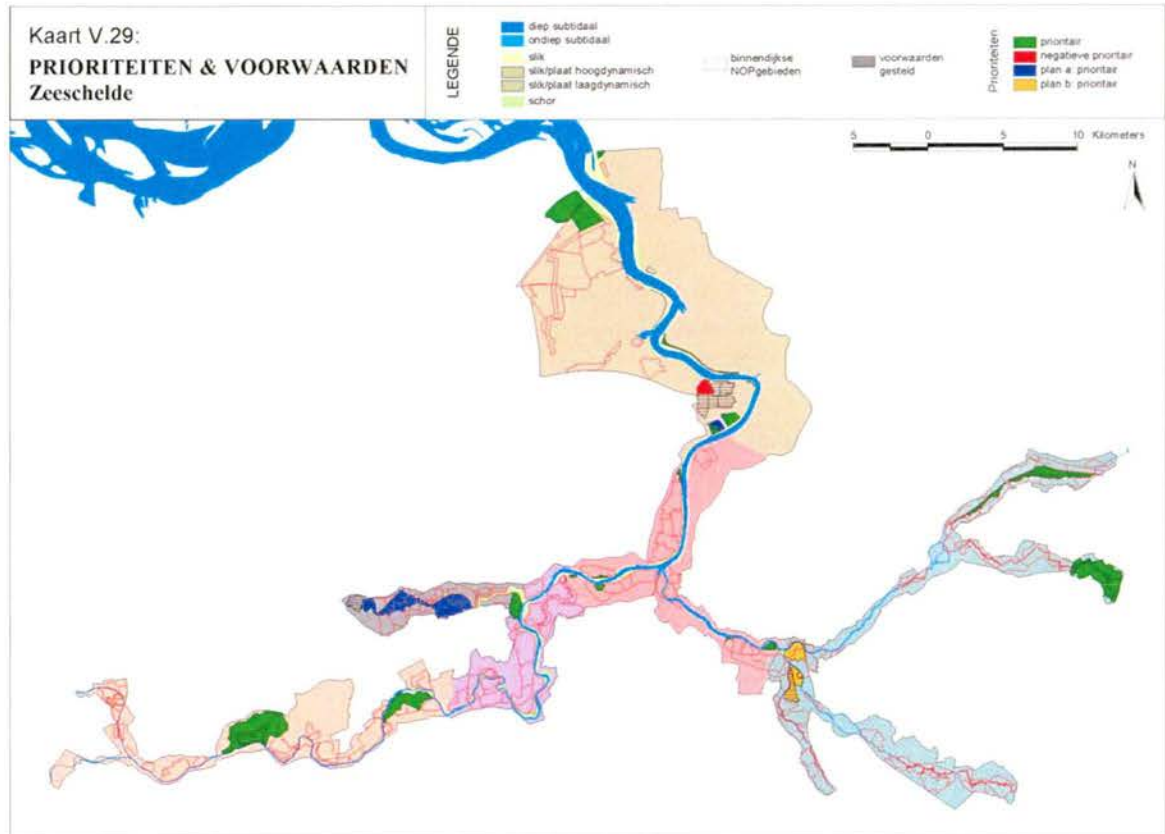 Kaart V.29:
PRIORITEITEN & VOORWAARDEN
Zeeschelde
LEGENDE
diep subtidaal
ondiep subtidaal
slik
slik/plaat hoogdynamisch
slik/plaat laagdynamisch
schor
binnendijkse
NOPgebieden
voorwaarden
gesteld
Prioriteiten
prioritair
negatieve prioritair
plan a: prioritair
plan b: prioritair
5 0 5 10 Kilometers
N